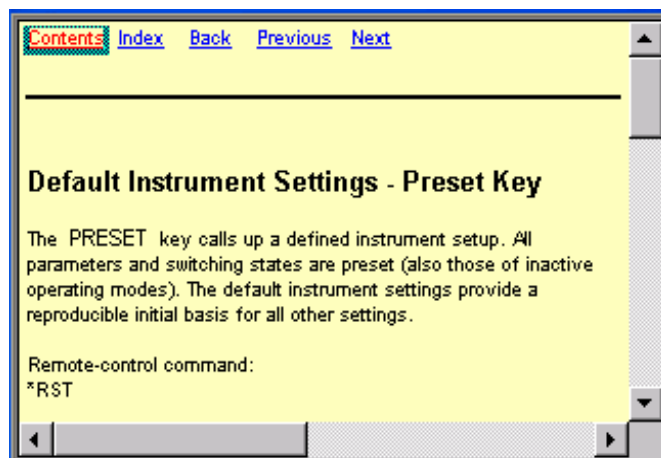 Contents Index Back Previous Next
Default Instrument Settings - Preset Key
The PRESET key calls up a defined instrument setup. All
parameters and switching states are preset (also those of inactive
operating modes). The default instrument settings provide a
reproducible initial basis for all other settings.
Remote-control command:
*RST